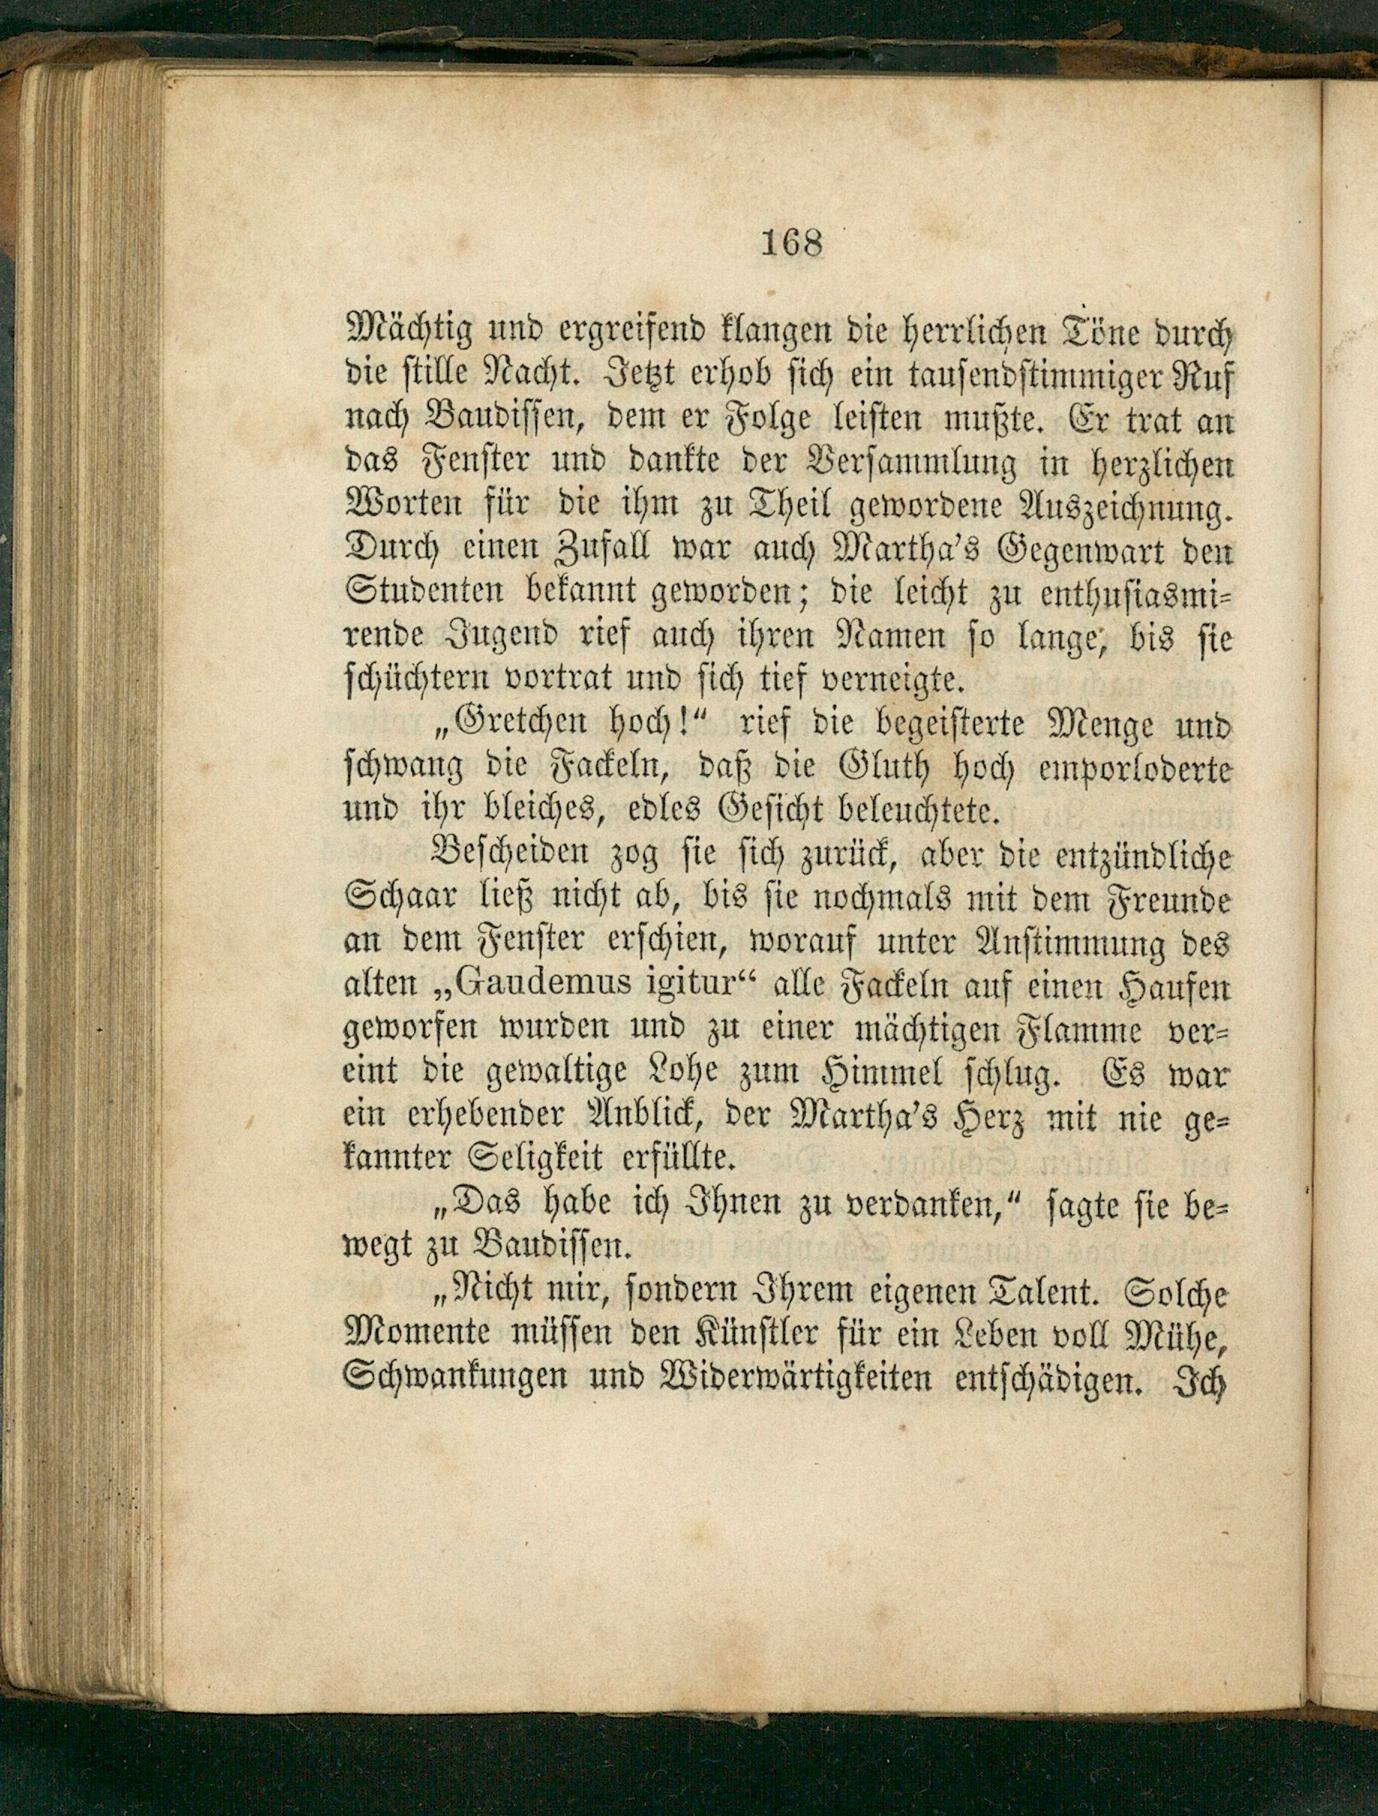 168
Mächtig und ergreifend klangen die herrlichen Töne durch
die stille Nacht. Jetzt erhob sich ein tausendstimmiger Ruf
nach Baudissen, dem er Folge leisten mußte. Er trat an
das Fenster und dankte der Versammlung in herzlichen
Worten für die ihm zu Theil gewordene Auszeichnung.
Durch einen Zufall war auch Martha's Gegenwart den
Studenten bekannt geworden; die leicht zu enthusiasmi-
rende Jugend rief auch ihren Namen so lange, bis sie
schüchtern vortrat und sich tief verneigte.
„Gretchen hoch!“ rief die begeisterte Menge und
schwang die Fackeln, daß die Gluth hoch emporloderte
und ihr bleiches, edles Gesicht beleuchtete.
Bescheiden zog sie sich zurück, aber die entzündliche
Schaar ließ nicht ab, bis sie nochmals mit dem Freunde
an dem Fenster erschien, worauf unter Anstimmung des
alten „Gaudemus igitur“ alle Fackeln auf einen Haufen
geworfen wurden und zu einer mächtigen Flamme ver-
eint die gewaltige Lohe zum Himmel schlug. Es war
ein erhebender Anblick, der Martha's Herz mit nie ge-
kannter Seligkeit erfüllte.
„Das habe ich Ihnen zu verdanken,“ sagte sie be-
wegt zu Baudissen.
„Nicht mir, sondern Ihrem eigenen Talent. Solche
Momente müssen den Künstler für ein Leben voll Mühe,
Schwankungen und Widerwärtigkeiten entschädigen. Ich